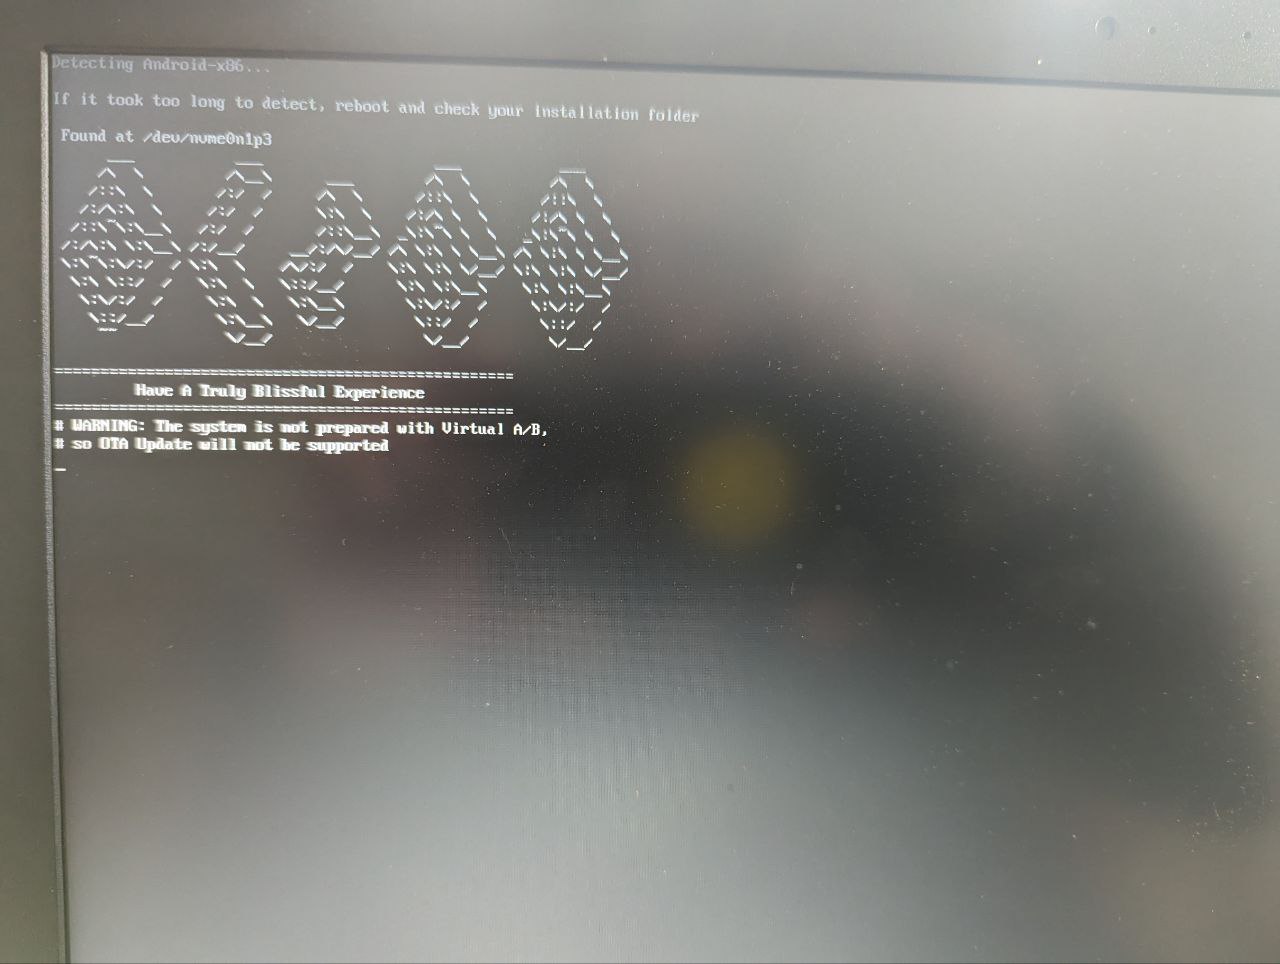 Detecting Android-x86...
If it took too long to detect, reboot and check your installation folder
Found at /dev/nvme0n1p3
==================================================
Have A Truly Blissful Experience
==================================================
# WARNING: The system is not prepared with Virtual A/B,
# so OTA Update will not be supported
_